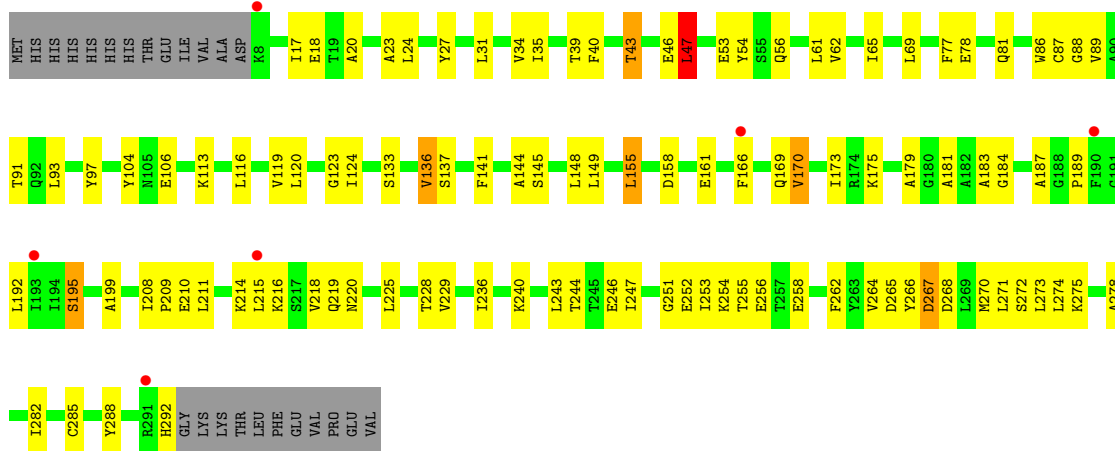 MET HIS HIS HIS HIS HIS HIS THR GLU ILE VAL ALA ASP K8 I17 E18 T19 A20 A23 L24 Y27 L31 V34 I35 T39 F40 T43 E46 L47 E53 Y54 S55 Q56 L61 V62 I65 L69 F77 E78 Q81 W86 C87 G88 V89 A90
T91 Q92 L93 Y97 Y104 N105 E106 K113 L116 V119 L120 G123 I124 S133 V136 S137 F141 A144 S145 L148 L149 L155 D158 E161 F166 Q169 V170 I173 R174 K175 A179 G180 A181 A182 A183 G184 A187 G188 P189 F190 G191
L192 I193 I194 S195 A199 I208 P209 E210 L211 K214 L215 K216 S217 V218 Q219 N220 L225 T228 V229 I236 K240 L243 T244 T245 E246 I247 G251 E252 I253 K254 T255 E256 T257 E258 F262 Y263 V264 D265 Y266 D267 D268 L269 M270 L271 S272 L273 L274 K275 A278
I282 C285 Y288 R291 H292 GLY LYS LYS THR LEU PHE GLU VAL PRO GLU VAL